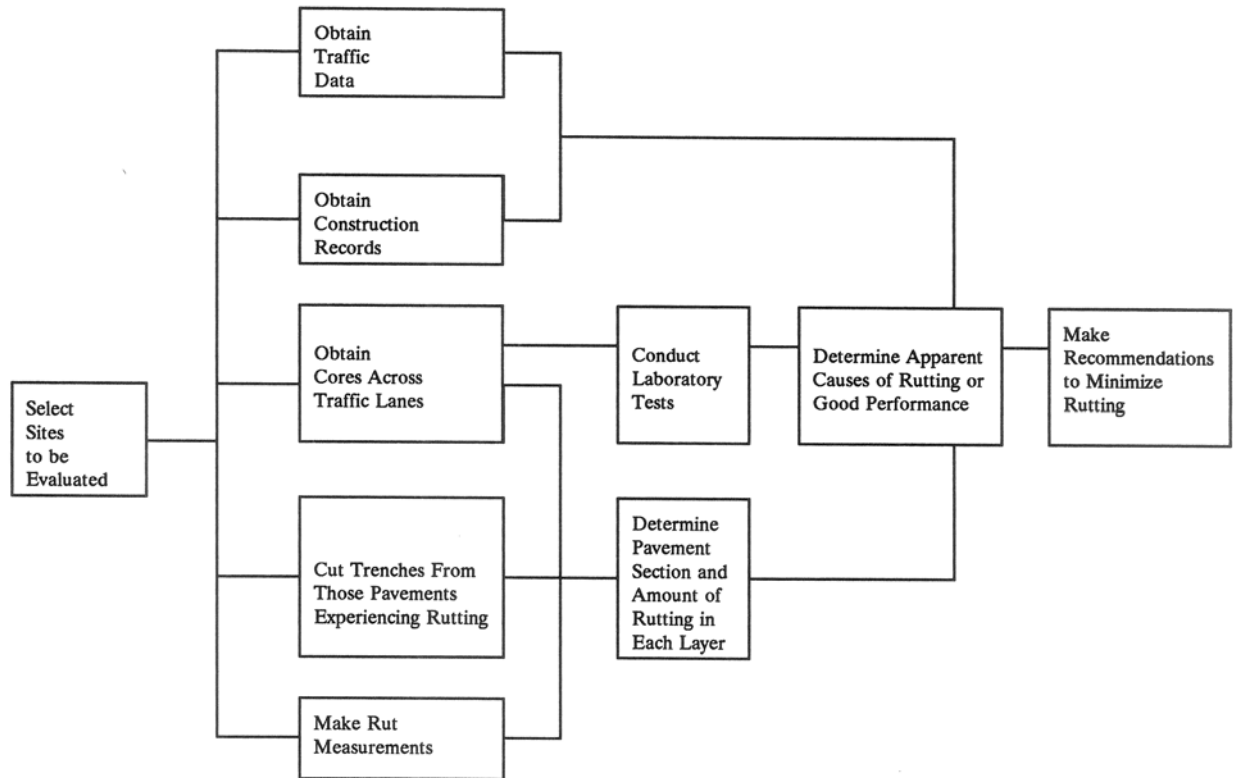 Obtain
Traffic
Data
Obtain
Construction
Records
Obtain
Cores Across
Traffic Lanes
Conduct
Laboratory
Tests
Determine Apparent
Causes of Rutting or
Good Performance
Make
Recommendations
to Minimize
Rutting
Select
Sites
to be
Evaluated
Cut Trenches From
Those Pavements
Experiencing Rutting
Determine
Pavement
Section and
Amount of
Rutting in
Each Layer
Make Rut
Measurements